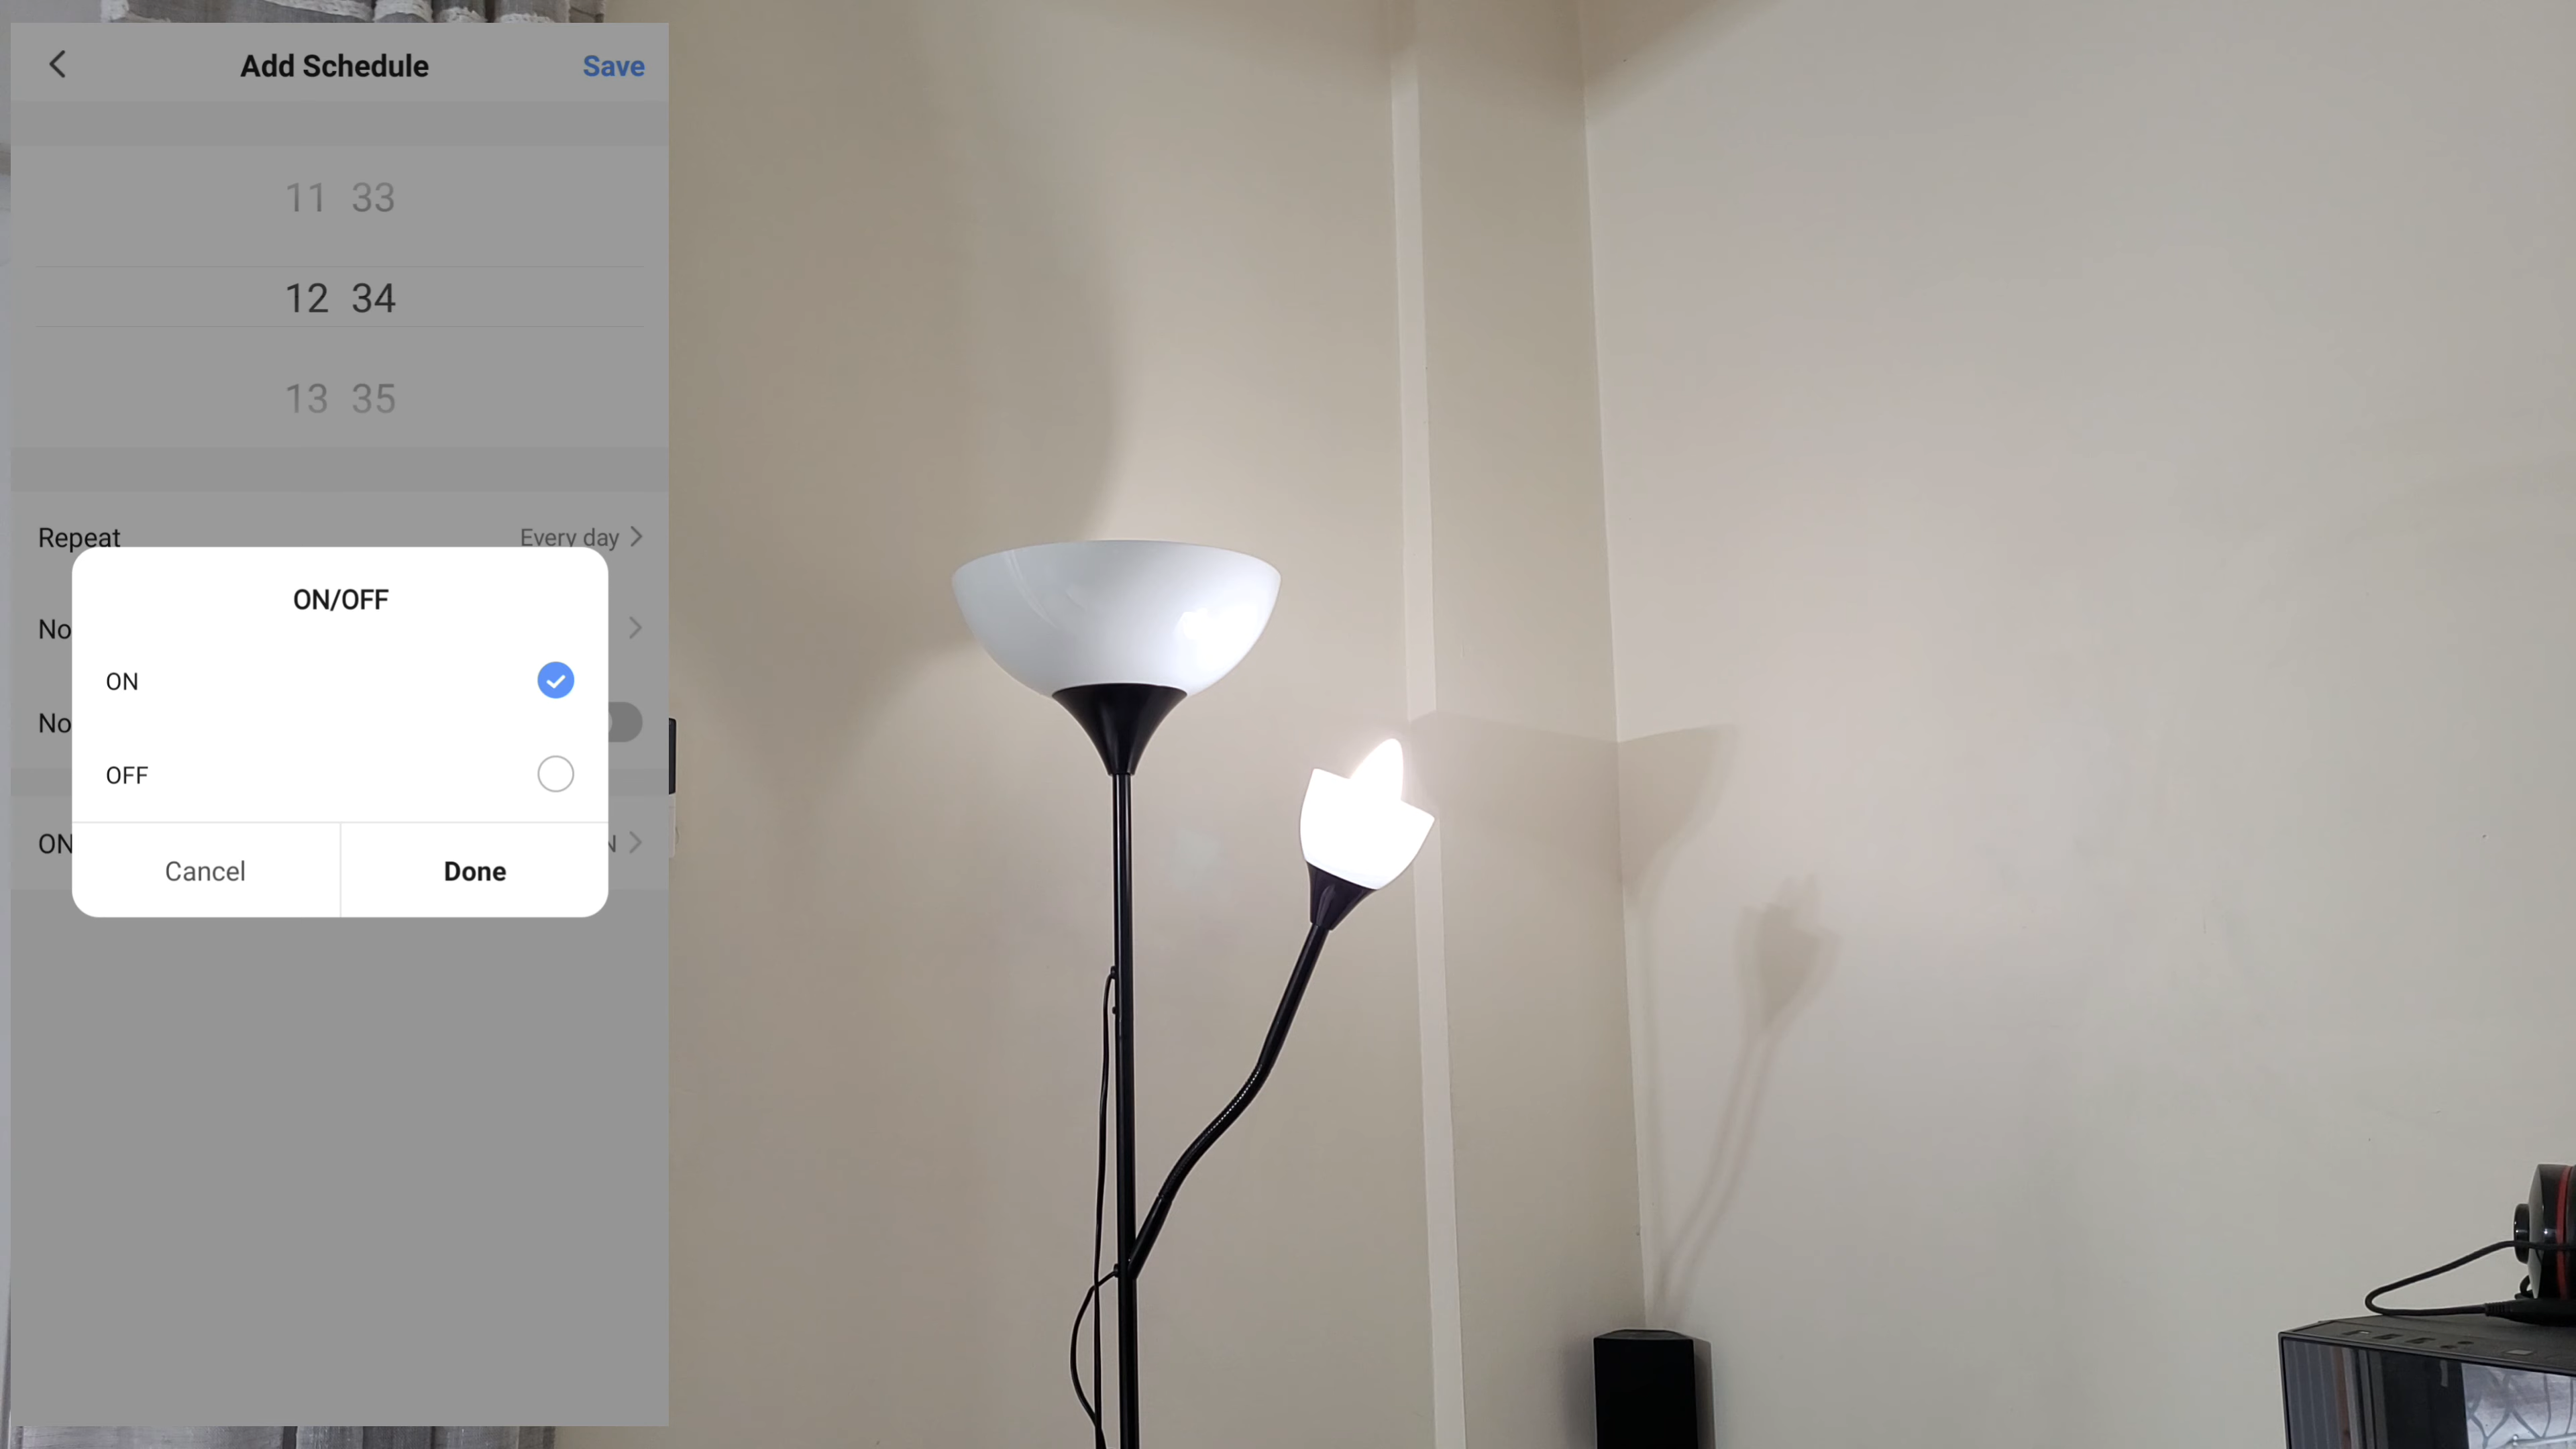 Add Schedule Save
11 33
12 34
13 35
Repeat Every day
ON/OFF
No
ON
No
OFF
ON N
Cancel Done